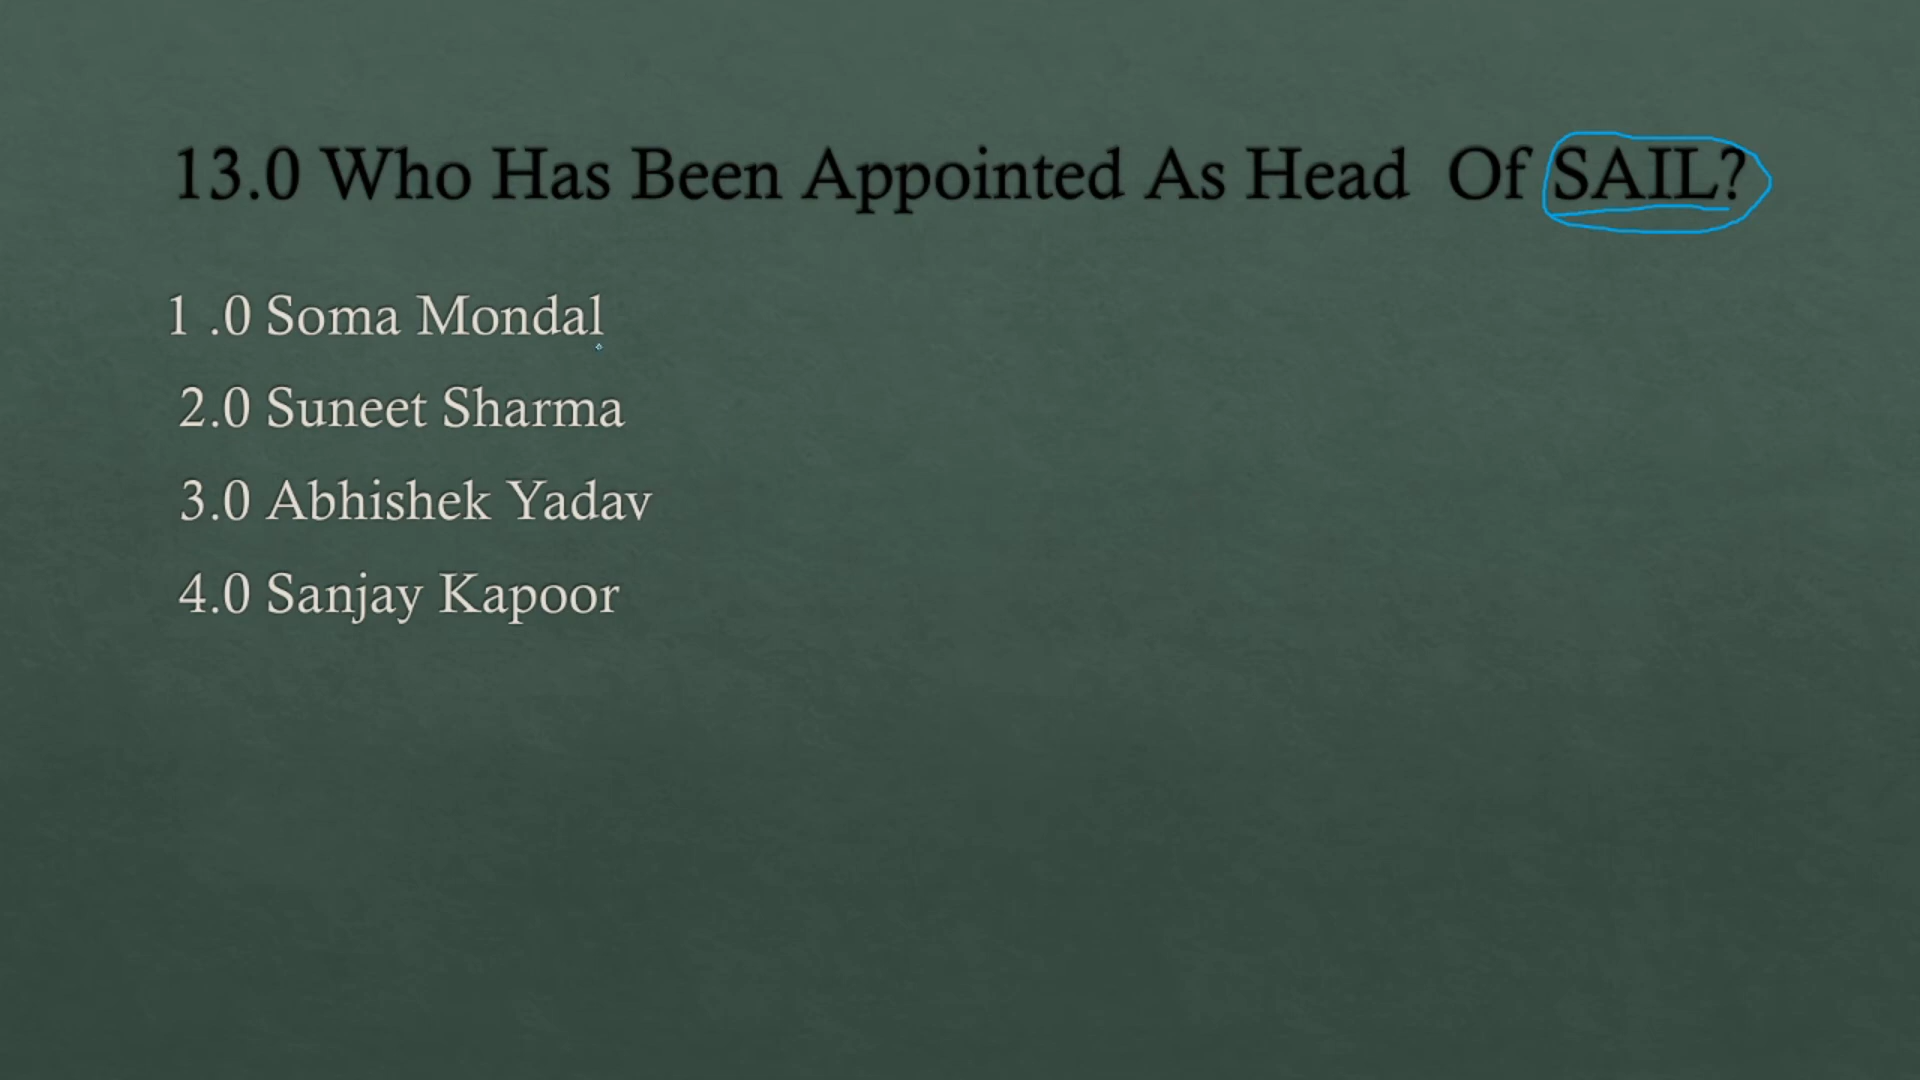 13.0 Who Has Been Appointed As Head Of SAIL?
1 .0 Soma Mondal
2.0 Suneet Sharma
3.0 Abhishek Yadav
4.0 Sanjay Kapoor